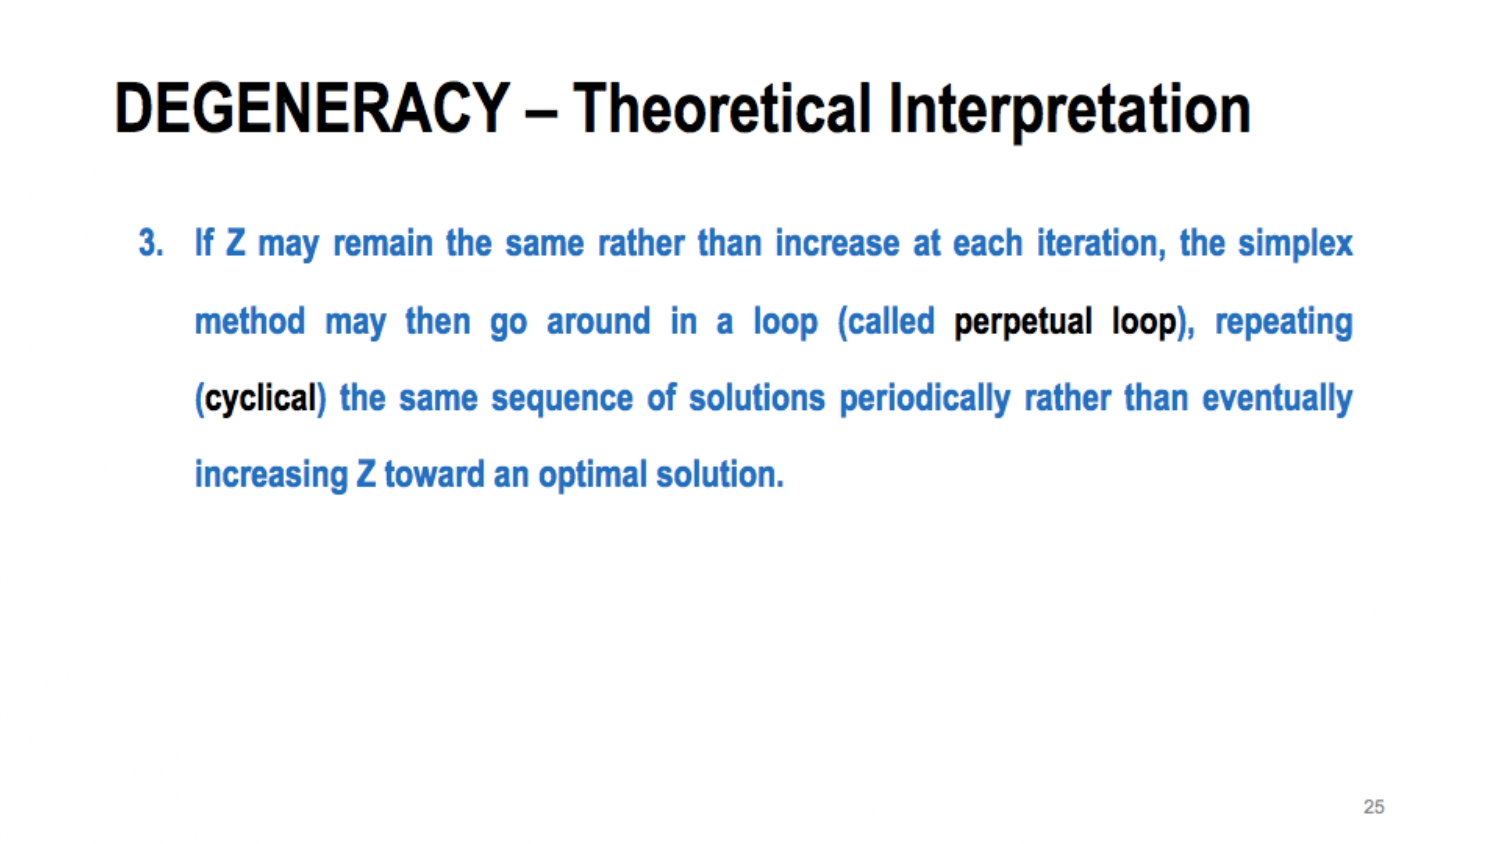 DEGENERACY – Theoretical Interpretation
3. If Z may remain the same rather than increase at each iteration, the simplex
method may then go around in a loop (called perpetual loop), repeating
(cyclical) the same sequence of solutions periodically rather than eventually
increasing Z toward an optimal solution.
25